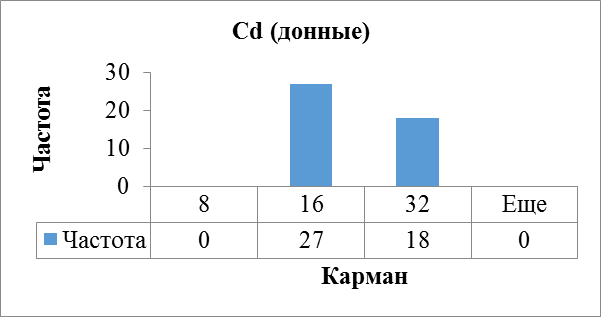 Cd (донные)
Частота
30
20
10
0
8 16 32 Еще
Частота 0 27 18 0
Карман